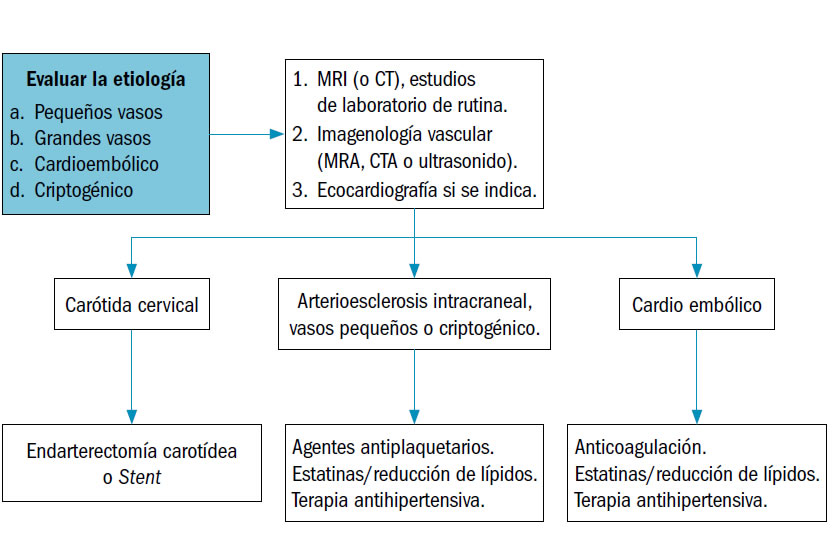 Evaluar la etiología
a. Pequeños vasos
b. Grandes vasos
c. Cardioembólico
d. Criptogénico
1. MRI (o CT), estudios
de laboratorio de rutina.
2. Imagenología vascular
(MRA, CTA o ultrasonido).
3. Ecocardiografía si se indica.
Carótida cervical
Arterioesclerosis intracraneal,
vasos pequeños o criptogénico.
Cardio embólico
Endarterectomía carotídea
o Stent
Agentes antiplaquetarios.
Estatinas/reducción de lípidos.
Terapia antihipertensiva.
Anticoagulación.
Estatinas/reducción de lípidos.
Terapia antihipertensiva.